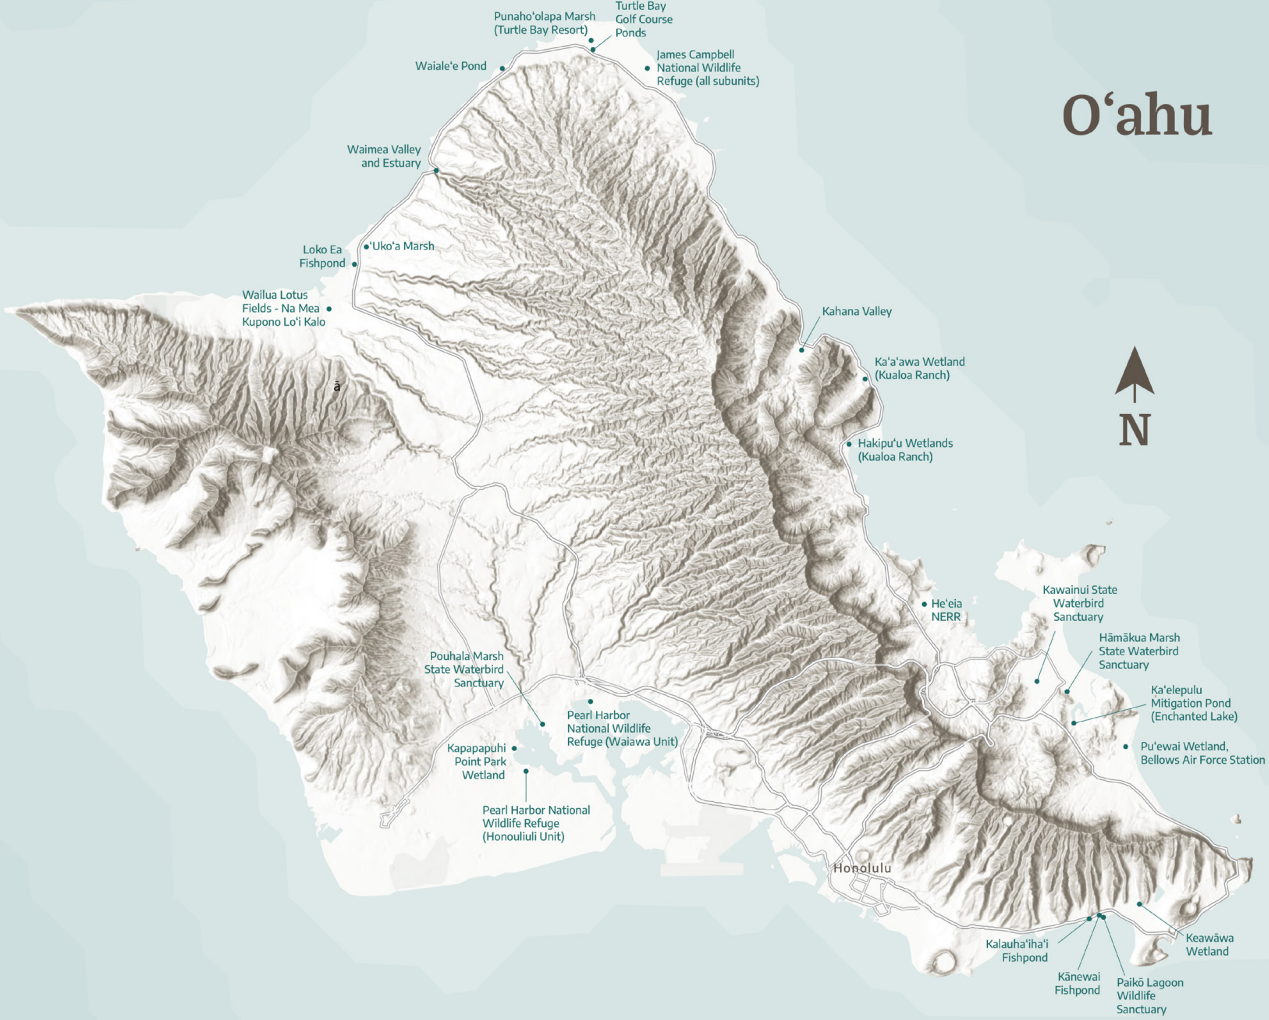 Punaho‘olapa Marsh
(Turtle Bay Resort)
Turtle Bay
Golf Course
Ponds
Waiale‘e Pond
James Campbell
National Wildlife
Refuge (all subunits)
O‘ahu
Waimea Valley
and Estuary
‘Uko‘a Marsh
Loko Ea
Fishpond
Wailua Lotus
Fields - Na Mea
Kupono Lo‘i Kalo
Kahana Valley
Ka‘a‘awa Wetland
(Kualoa Ranch)
ā
N
Hakipu‘u Wetlands
(Kualoa Ranch)
He‘eia
NERR
Kawainui State
Waterbird
Sanctuary
Hāmākua Marsh
State Waterbird
Sanctuary
Pouhala Marsh
State Waterbird
Sanctuary
Ka‘elepulu
Mitigation Pond
(Enchanted Lake)
Pearl Harbor
National Wildlife
Refuge (Waiawa Unit)
Kapapapuhi
Point Park
Wetland
Pu‘ewai Wetland,
Bellows Air Force Station
Pearl Harbor National
Wildlife Refuge
(Honouliuli Unit)
Honolulu
Kalauha‘iha‘i
Fishpond
Keawāwa
Wetland
Kānewai
Fishpond
Paikō Lagoon
Wildlife
Sanctuary